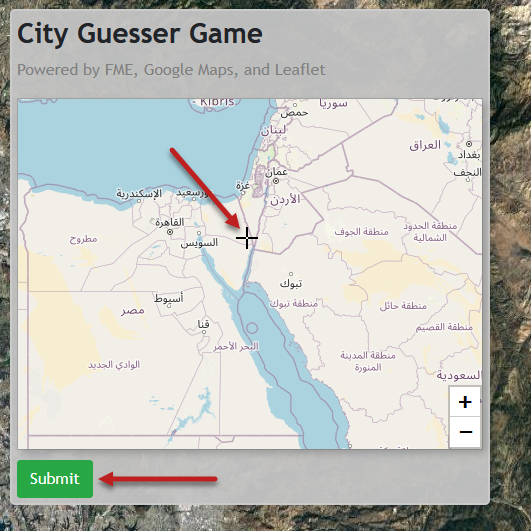 City Guesser Game
Powered by FME, Google Maps, and Leaflet
Kıbrıs
سوريا
حمص
لبنان
العراق
بغداد
النجف
عمان
الأردن
غزة
بورسعيد
الإسكندرية
القاهرة
السويس
مطروح
منطقة الحدود
الشمالية
منطقة الجوف
تبوك
منطقة تبوك
منطقة حائل
أسيوط
مصر
قنا
منطقة القصيم
البحر الأحمر
منطقة المدينة
المنورة
الوادي الجديد
السعودية
+
−
Submit